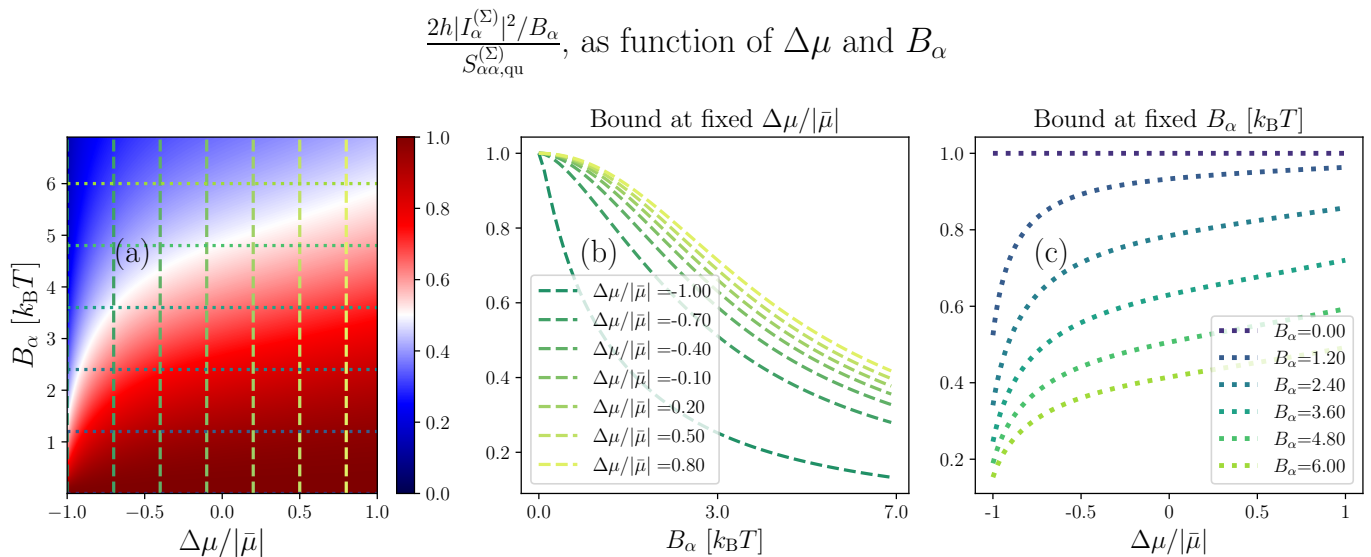 2h|I_α^(Σ)|²/B_α / S_αα,qu^(Σ), as function of Δμ and B_α
Bound at fixed Δμ/|μ̄|
Bound at fixed B_α [k_BT]
(a)
B_α [k_BT]
6
5
4
3
2
1
-1.0
-0.5
0.0
0.5
1.0
Δμ/|μ̄|
1.0
0.8
0.6
0.4
0.2
0.0
(b)
1.0
0.8
0.6
0.4
0.2
Δμ/|μ̄| =-1.00
Δμ/|μ̄| =-0.70
Δμ/|μ̄| =-0.40
Δμ/|μ̄| =-0.10
Δμ/|μ̄| =0.20
Δμ/|μ̄| =0.50
Δμ/|μ̄| =0.80
0.0
3.0
7.0
B_α [k_BT]
(c)
1.0
0.8
0.6
0.4
0.2
B_α=0.00
B_α=1.20
B_α=2.40
B_α=3.60
B_α=4.80
B_α=6.00
-1
-0.5
0
0.5
1
Δμ/|μ̄|